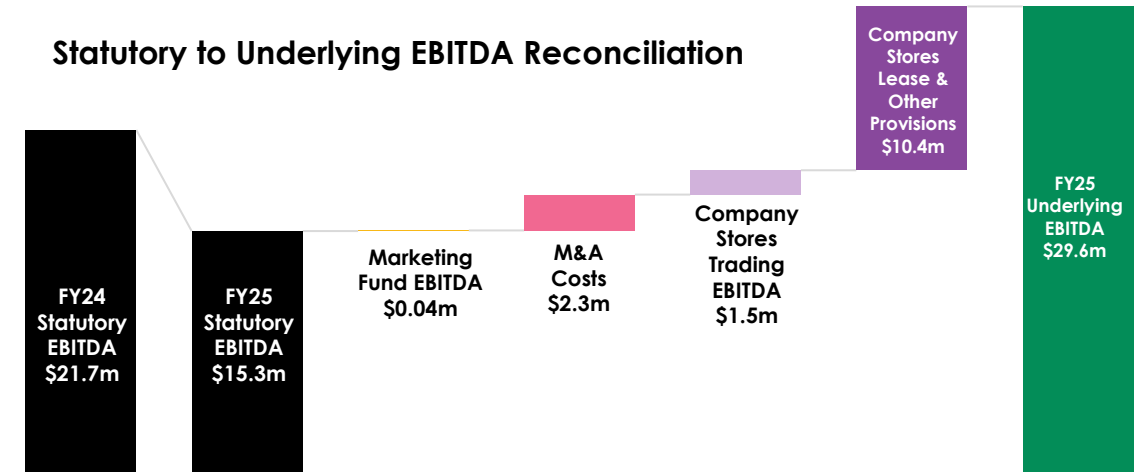 Statutory to Underlying EBITDA Reconciliation
FY24
Statutory
EBITDA
$21.7m
FY25
Statutory
EBITDA
$15.3m
Marketing
Fund EBITDA
$0.04m
M&A
Costs
$2.3m
Company
Stores
Trading
EBITDA
$1.5m
Company
Stores
Lease &
Other
Provisions
$10.4m
FY25
Underlying
EBITDA
$29.6m